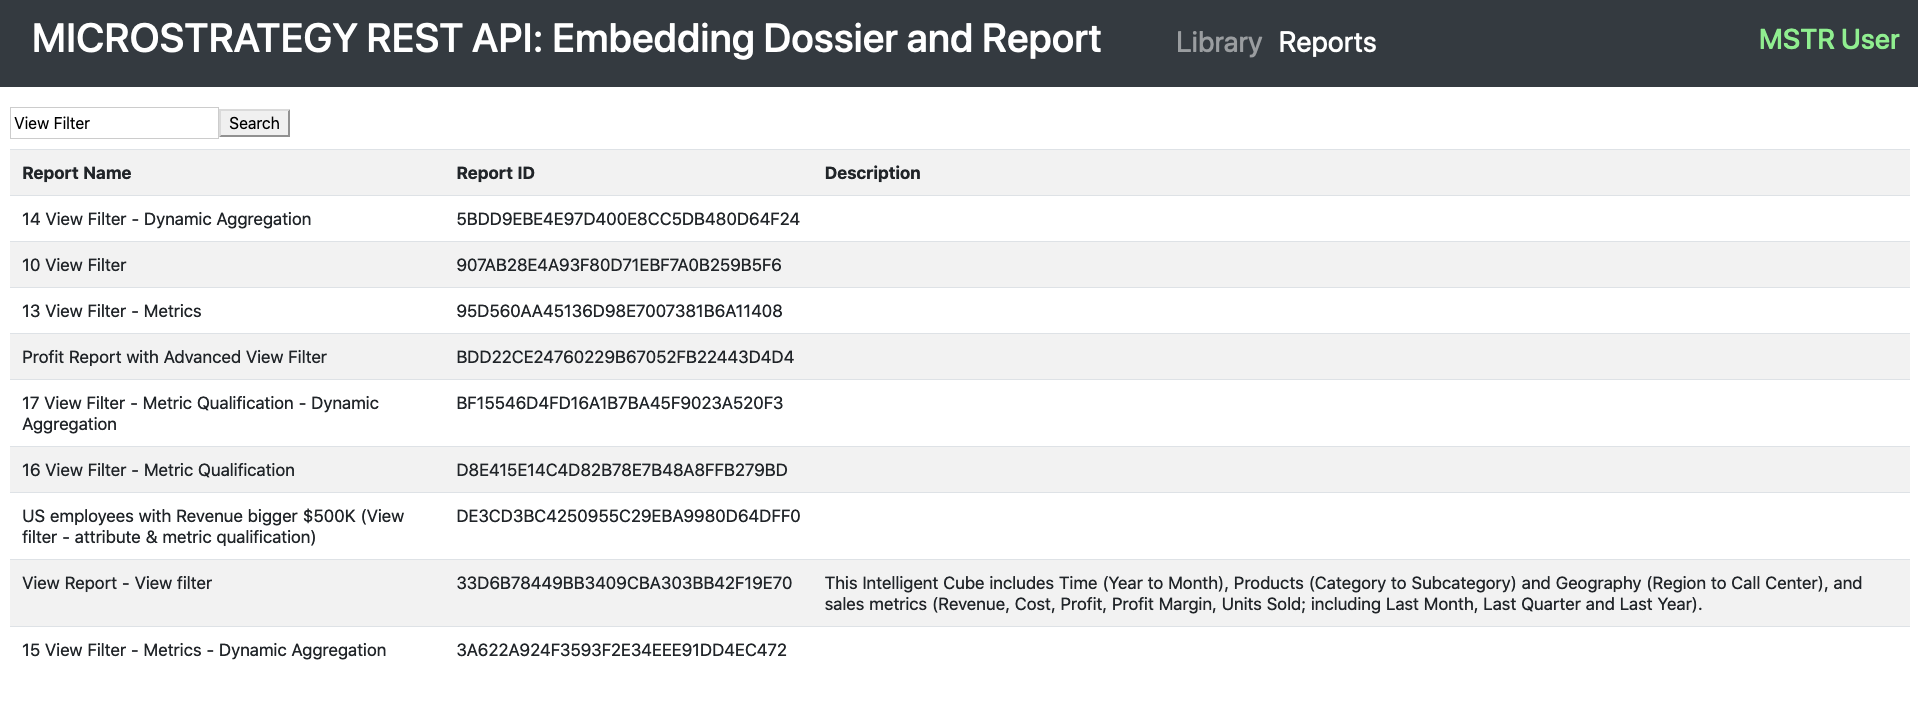 MICROSTRATEGY REST API: Embedding Dossier and Report Library Reports MSTR User
View Filter Search
Report Name Report ID Description
14 View Filter - Dynamic Aggregation 5BDD9EBE4E97D400E8CC5DB480D64F24
10 View Filter 907AB28E4A93F80D71EBF7A0B259B5F6
13 View Filter - Metrics 95D560AA45136D98E7007381B6A11408
Profit Report with Advanced View Filter BDD22CE24760229B67052FB22443D4D4
17 View Filter - Metric Qualification - Dynamic BF15546D4FD16A1B7BA45F9023A520F3
Aggregation
16 View Filter - Metric Qualification D8E415E14C4D82B78E7B48A8FFB279BD
US employees with Revenue bigger $500K (View DE3CD3BC4250955C29EBA9980D64DFF0
filter - attribute & metric qualification)
View Report - View filter 33D6B78449BB3409CBA303BB42F19E70 This Intelligent Cube includes Time (Year to Month), Products (Category to Subcategory) and Geography (Region to Call Center), and
sales metrics (Revenue, Cost, Profit, Profit Margin, Units Sold; including Last Month, Last Quarter and Last Year).
15 View Filter - Metrics - Dynamic Aggregation 3A622A924F3593F2E34EEE91DD4EC472